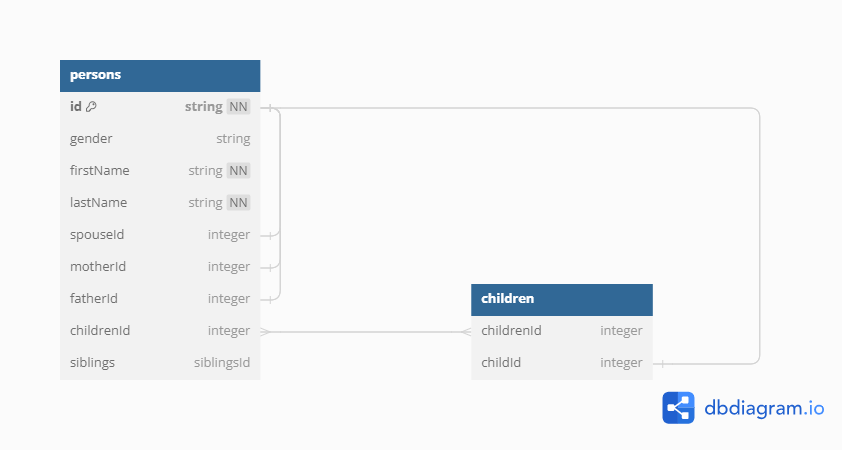 persons
id string NN
gender string
firstName string NN
lastName string NN
spouseId integer
motherId integer
fatherId integer
childrenId integer
siblings siblingsId
children
childrenId integer
childId integer
dbdiagram.io